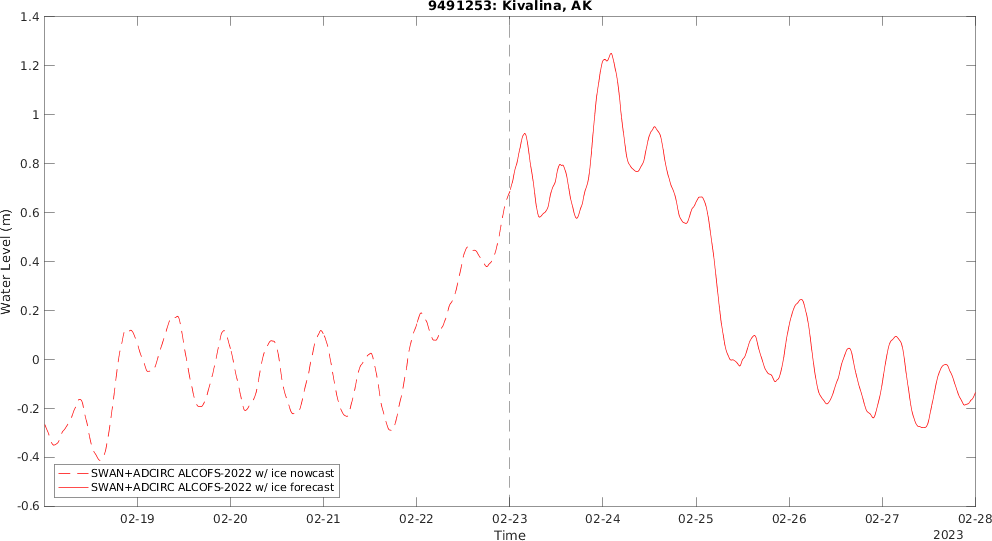 9491253: Kivalina, AK
1.4
1.2
1
0.8
0.6
0.4
0.2
0
-0.2
-0.4
-0.6
Water Level (m)
SWAN+ADCIRC ALCOFS-2022 w/ ice nowcast
SWAN+ADCIRC ALCOFS-2022 w/ ice forecast
02-19 02-20 02-21 02-22 02-23 02-24 02-25 02-26 02-27 02-28
Time
2023